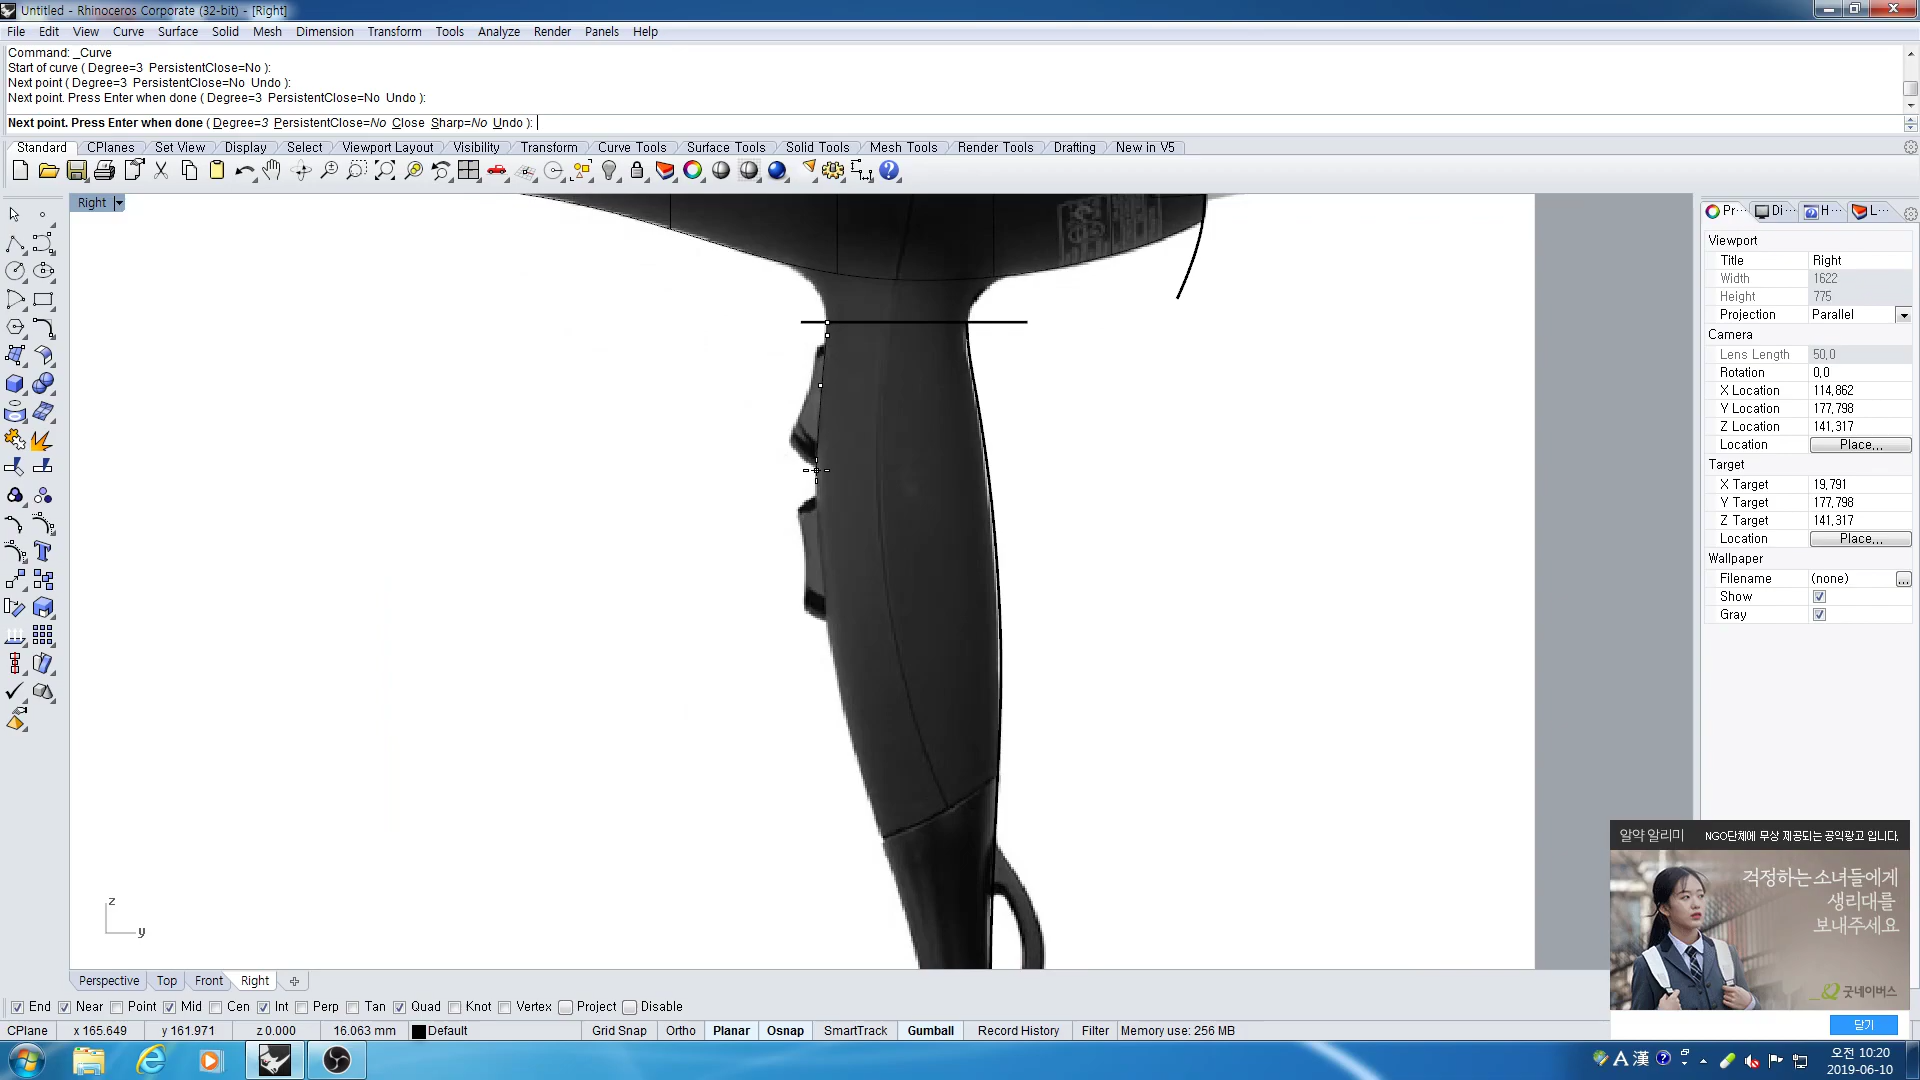 Untitled - Rhinoceros Corporate (32-bit) - [Right]
File Edit View Curve Surface Solid Mesh Dimension Transform Tools Analyze Render Panels Help
Command: _Curve
Start of curve ( Degree=3 PersistentClose=No ):
Next point ( Degree=3 PersistentClose=No Undo ):
Next point. Press Enter when done ( Degree=3 PersistentClose=No Undo ):
Next point. Press Enter when done ( Degree=3 PersistentClose=No Close Sharp=No Undo ):
Standard CPlanes Set View Display Select Viewport Layout Visibility Transform Curve Tools Surface Tools Solid Tools Mesh Tools Render Tools Drafting New in V5
Right
Pr... Di... H... L...
Viewport
Title Right
Width 1622
Height 775
Projection Parallel
Camera
Lens Length 50,0
Rotation 0,0
X Location 114,862
Y Location 177,798
Z Location 141,317
Location Place...
Target
X Target 19,791
Y Target 177,798
Z Target 141,317
Location Place...
Wallpaper
Filename (none) ...
Show
Gray
z
y
알약 알리미 NGO단체에 무상 제공되는 공익광고 입니다.
걱정하는 소녀들에게
생리대를
보내주세요
굿네이버스
닫기
Perspective Top Front Right
End Near Point Mid Cen Int Perp Tan Quad Knot Vertex Project Disable
CPlane x 165.649 y 161.971 z 0.000 16.063 mm Default Grid Snap Ortho Planar Osnap SmartTrack Gumball Record History Filter Memory use: 256 MB
A 漢
오전 10:20
2019-06-10